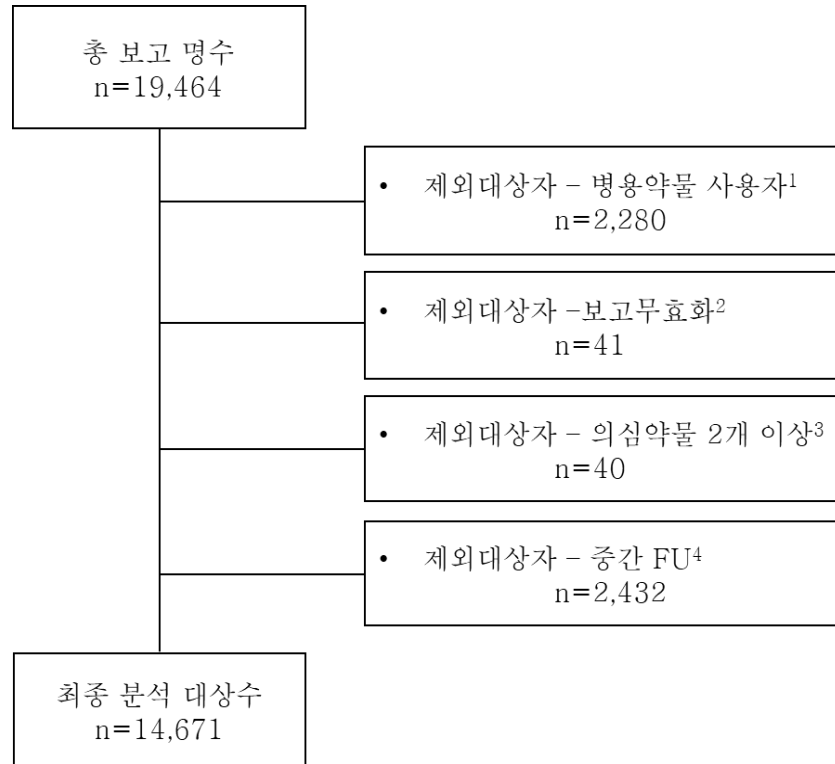 총 보고 명수
n=19,464
• 제외대상자 – 병용약물 사용자¹
n=2,280
• 제외대상자 –보고무효화²
n=41
• 제외대상자 – 의심약물 2개 이상³
n=40
• 제외대상자 – 중간 FU⁴
n=2,432
최종 분석 대상수
n=14,671